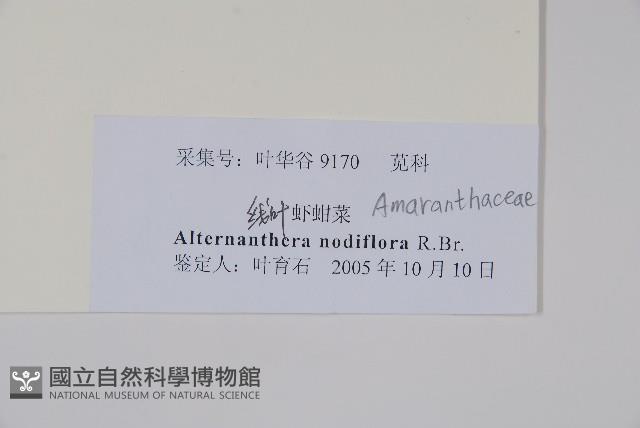 采集号：叶华谷 9170 苋科
线叶虾蚶菜 Amaranthaceae
Alternanthera nodiflora R.Br.
鉴定人：叶育石 2005 年 10 月 10 日
國立自然科學博物館
NATIONAL MUSEUM OF NATURAL SCIENCE